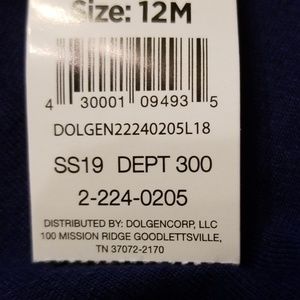 Size: 12M
4 30001 09493 5
DOLGEN22240205L18
SS19 DEPT 300
2-224-0205
DISTRIBUTED BY: DOLGENCORP, LLC
100 MISSION RIDGE GOODLETTSVILLE,
TN 37072-2170